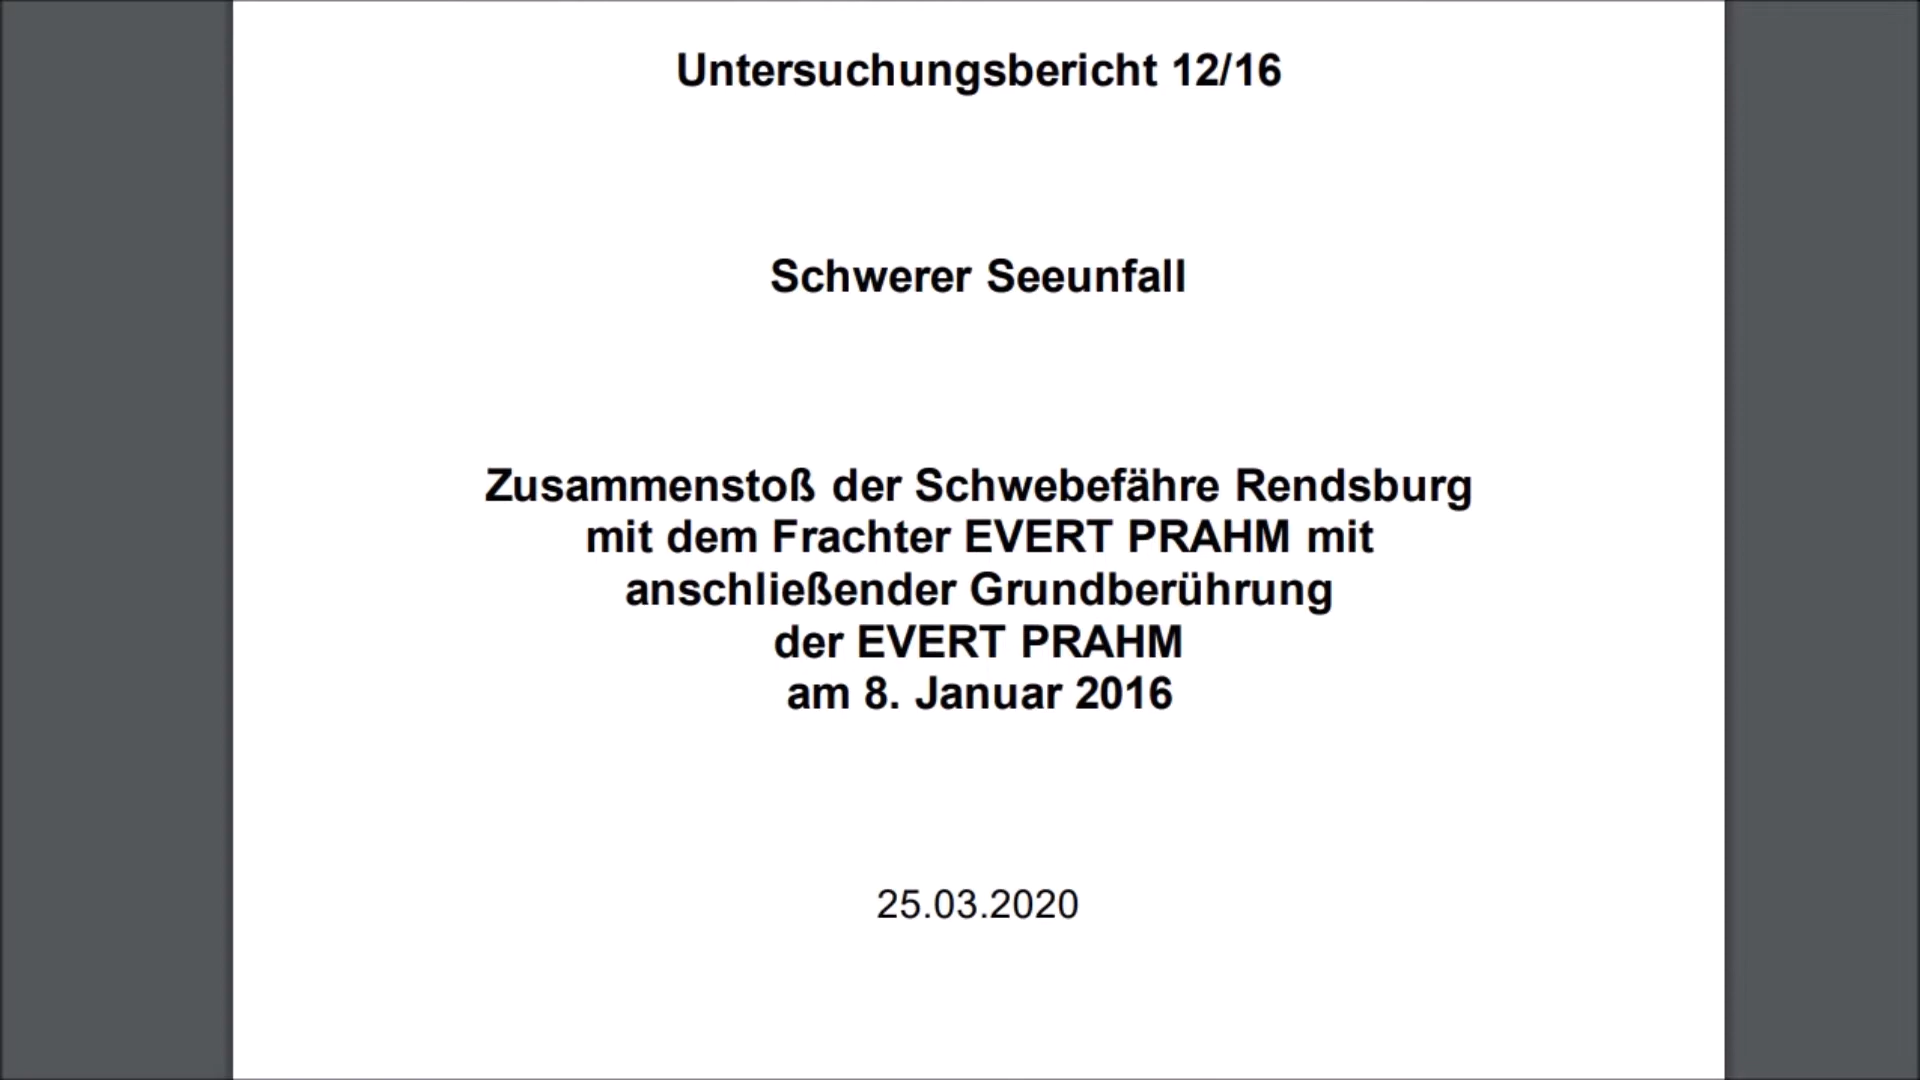 Untersuchungsbericht 12/16
Schwerer Seeunfall
Zusammenstoß der Schwebefähre Rendsburg
mit dem Frachter EVERT PRAHM mit
anschließender Grundberührung
der EVERT PRAHM
am 8. Januar 2016
25.03.2020